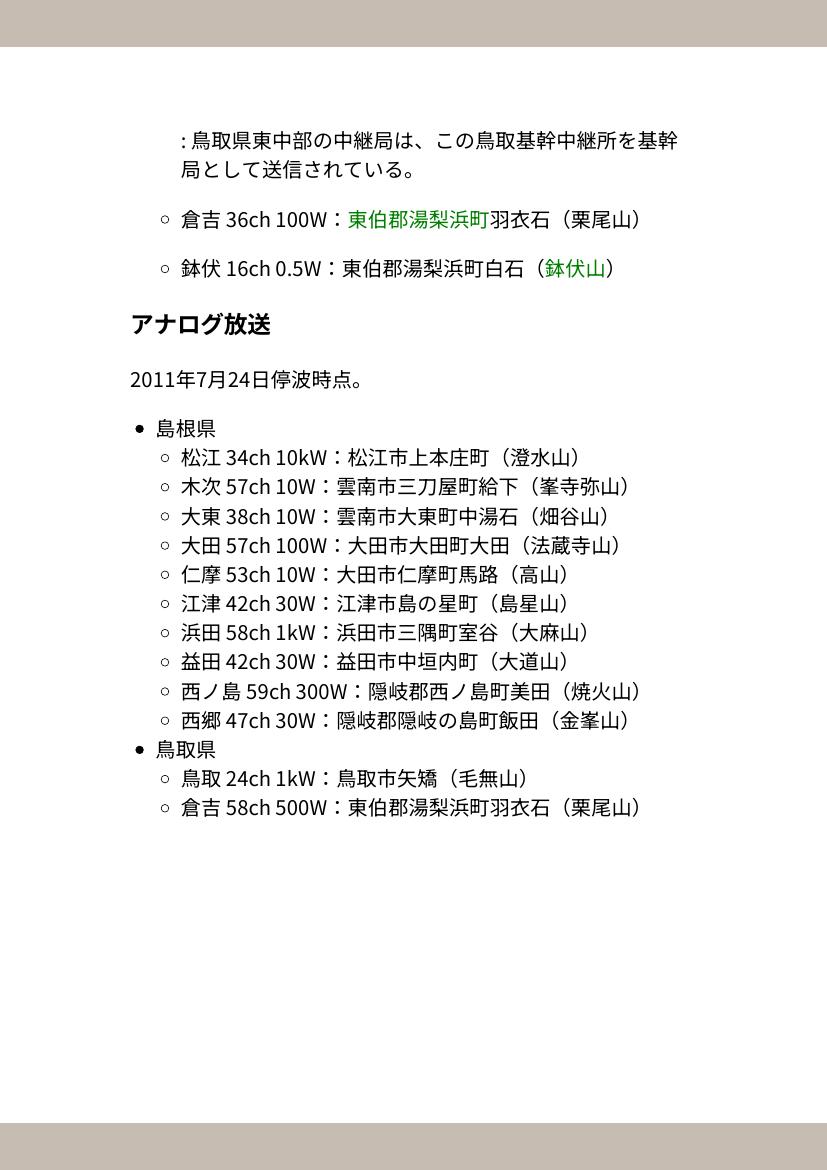 : 鳥取県東中部の中継局は、この鳥取基幹中継所を基幹
局として送信されている。
倉吉 36ch 100W：東伯郡湯梨浜町羽衣石（栗尾山）
鉢伏 16ch 0.5W：東伯郡湯梨浜町白石（鉢伏山）
アナログ放送
2011年7月24日停波時点。
島根県
松江 34ch 10kW：松江市上本庄町（澄水山）
木次 57ch 10W：雲南市三刀屋町給下（峯寺弥山）
大東 38ch 10W：雲南市大東町中湯石（畑谷山）
大田 57ch 100W：大田市大田町大田（法蔵寺山）
仁摩 53ch 10W：大田市仁摩町馬路（高山）
江津 42ch 30W：江津市島の星町（島星山）
浜田 58ch 1kW：浜田市三隅町室谷（大麻山）
益田 42ch 30W：益田市中垣内町（大道山）
西ノ島 59ch 300W：隠岐郡西ノ島町美田（焼火山）
西郷 47ch 30W：隠岐郡隠岐の島町飯田（金峯山）
鳥取県
鳥取 24ch 1kW：鳥取市矢矯（毛無山）
倉吉 58ch 500W：東伯郡湯梨浜町羽衣石（栗尾山）